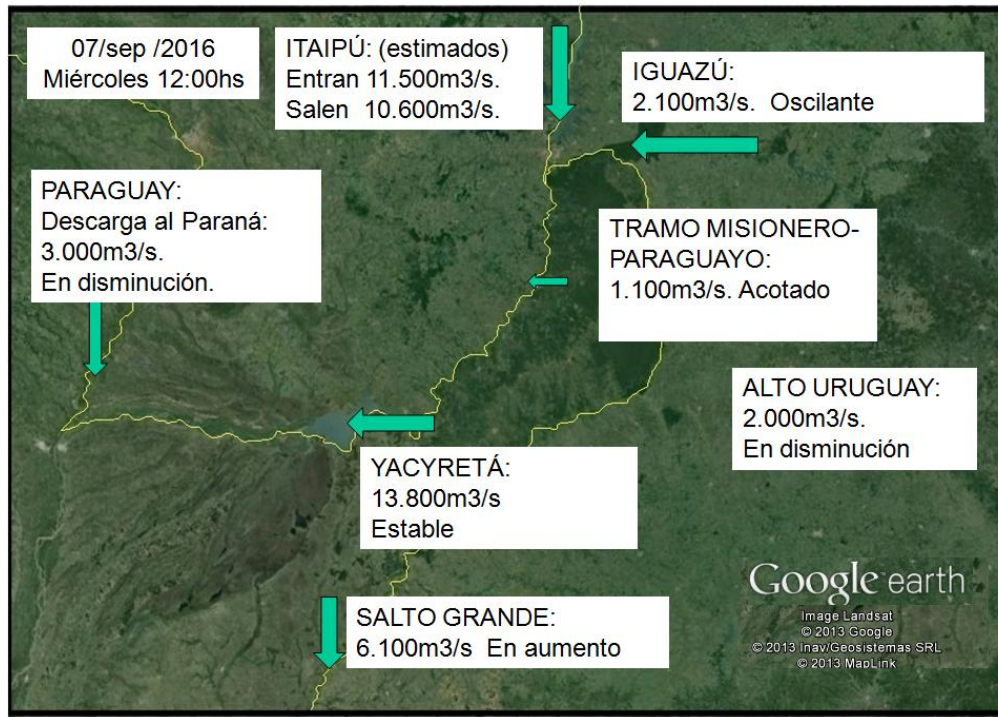 07/sep /2016
Miércoles 12:00hs
ITAIPÚ: (estimados)
Entran 11.500m3/s.
Salen 10.600m3/s.
IGUAZÚ:
2.100m3/s. Oscilante
PARAGUAY:
Descarga al Paraná:
3.000m3/s.
En disminución.
TRAMO MISIONERO-
PARAGUAYO:
1.100m3/s. Acotado
ALTO URUGUAY:
2.000m3/s.
En disminución
YACYRETÁ:
13.800m3/s
Estable
SALTO GRANDE:
6.100m3/s En aumento
Google earth
Image Landsat
© 2013 Google
© 2013 Inav/Geosistemas SRL
© 2013 MapLink